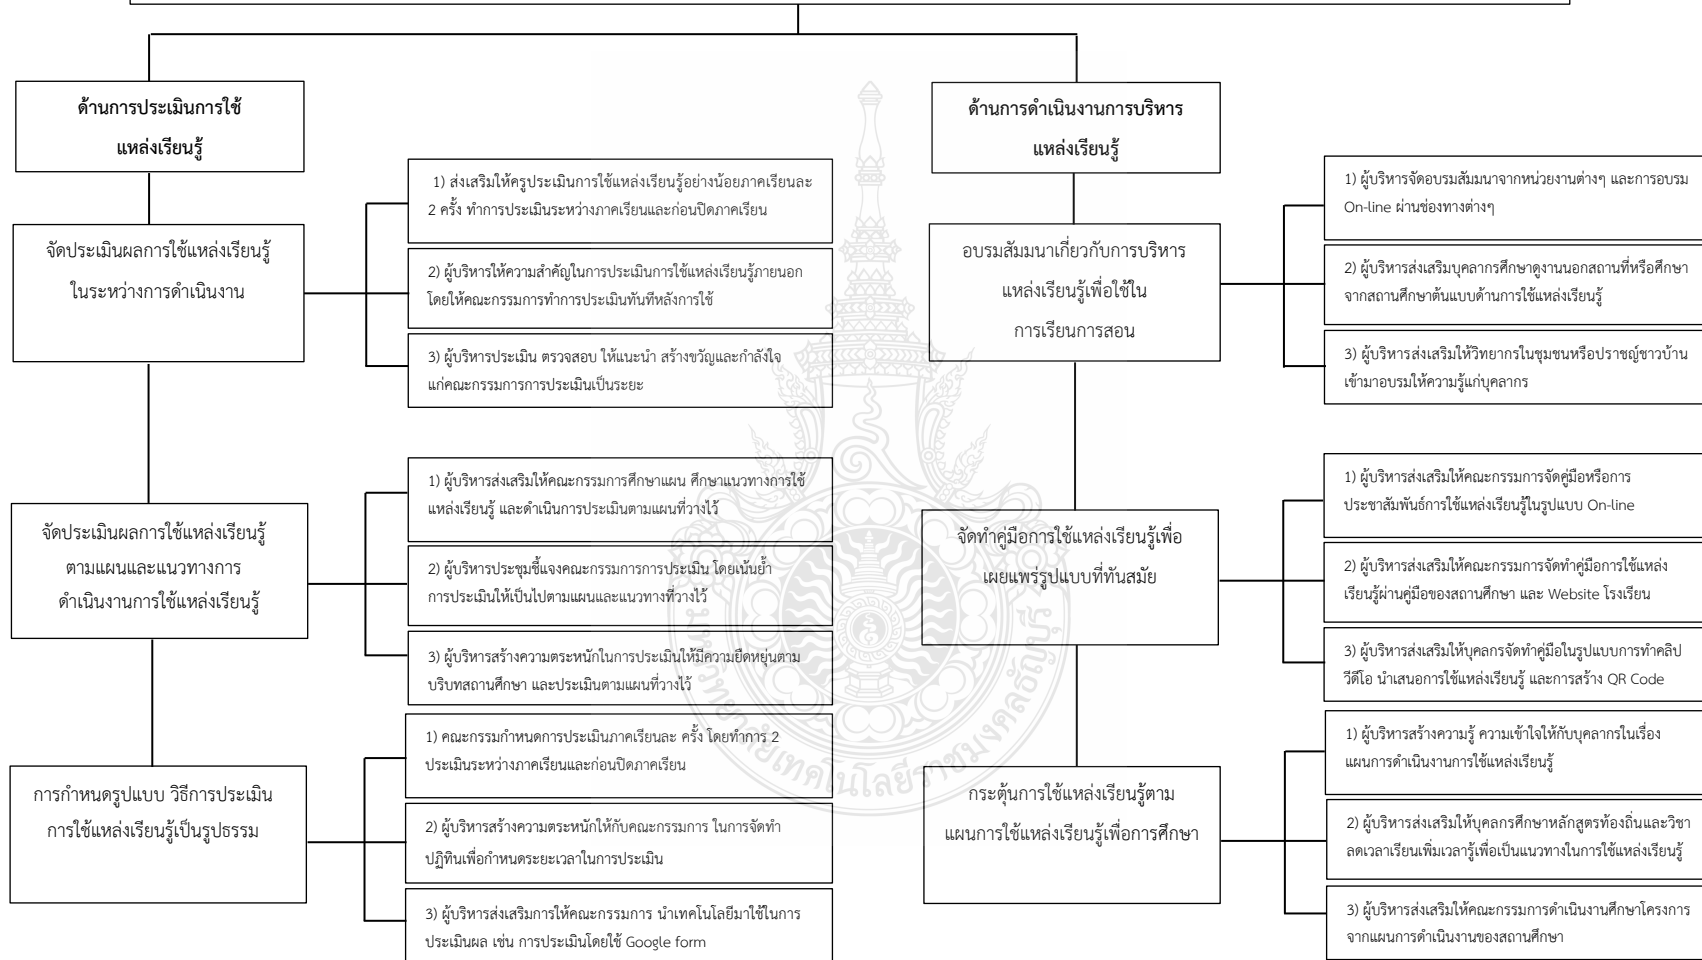 ด้านการประเมินการใช้
แหล่งเรียนรู้
จัดประเมินผลการใช้แหล่งเรียนรู้
ในระหว่างการดำเนินงาน
1) ส่งเสริมให้ครูประเมินการใช้แหล่งเรียนรู้อย่างน้อยภาคเรียนละ
2 ครั้ง ทำการประเมินระหว่างภาคเรียนและก่อนปิดภาคเรียน
2) ผู้บริหารให้ความสำคัญในการประเมินการใช้แหล่งเรียนรู้ภายนอก
โดยให้คณะกรรมการทำการประเมินทันทีหลังการใช้
3) ผู้บริหารประเมิน ตรวจสอบ ให้แนะนำ สร้างขวัญและกำลังใจ
แก่คณะกรรมการการประเมินเป็นระยะ
จัดประเมินผลการใช้แหล่งเรียนรู้
ตามแผนและแนวทางการ
ดำเนินงานการใช้แหล่งเรียนรู้
1) ผู้บริหารส่งเสริมให้คณะกรรมการศึกษาแผน ศึกษาแนวทางการใช้
แหล่งเรียนรู้ และดำเนินการประเมินตามแผนที่วางไว้
2) ผู้บริหารประชุมชี้แจงคณะกรรมการการประเมิน โดยเน้นย้ำ
การประเมินให้เป็นไปตามแผนและแนวทางที่วางไว้
3) ผู้บริหารสร้างความตระหนักในการประเมินให้มีความยืดหยุ่นตาม
บริบทสถานศึกษา และประเมินตามแผนที่วางไว้
การกำหนดรูปแบบ วิธีการประเมิน
การใช้แหล่งเรียนรู้เป็นรูปธรรม
1) คณะกรรมกำหนดการประเมินภาคเรียนละ ครั้ง โดยทำการ 2
ประเมินระหว่างภาคเรียนและก่อนปิดภาคเรียน
2) ผู้บริหารสร้างความตระหนักให้กับคณะกรรมการ ในการจัดทำ
ปฏิทินเพื่อกำหนดระยะเวลาในการประเมิน
3) ผู้บริหารส่งเสริมการให้คณะกรรมการ นำเทคโนโลยีมาใช้ในการ
ประเมินผล เช่น การประเมินโดยใช้ Google form
ด้านการดำเนินงานการบริหาร
แหล่งเรียนรู้
อบรมสัมมนาเกี่ยวกับการบริหาร
แหล่งเรียนรู้เพื่อใช้ใน
การเรียนการสอน
1) ผู้บริหารจัดอบรมสัมมนาจากหน่วยงานต่างๆ และการอบรม
On-line ผ่านช่องทางต่างๆ
2) ผู้บริหารส่งเสริมบุคลากรศึกษาดูงานนอกสถานที่หรือศึกษา
จากสถานศึกษาต้นแบบด้านการใช้แหล่งเรียนรู้
3) ผู้บริหารส่งเสริมให้วิทยากรในชุมชนหรือปราชญ์ชาวบ้าน
เข้ามาอบรมให้ความรู้แก่บุคลากร
จัดทำคู่มือการใช้แหล่งเรียนรู้เพื่อ
เผยแพร่รูปแบบที่ทันสมัย
1) ผู้บริหารส่งเสริมให้คณะกรรมการจัดคู่มือหรือการ
ประชาสัมพันธ์การใช้แหล่งเรียนรู้ในรูปแบบ On-line
2) ผู้บริหารส่งเสริมให้คณะกรรมการจัดทำคู่มือการใช้แหล่ง
เรียนรู้ผ่านคู่มือของสถานศึกษา และ Website โรงเรียน
3) ผู้บริหารส่งเสริมให้บุคลกรจัดทำคู่มือในรูปแบบการทำคลิป
วีดีโอ นำเสนอการใช้แหล่งเรียนรู้ และการสร้าง QR Code
กระตุ้นการใช้แหล่งเรียนรู้ตาม
แผนการใช้แหล่งเรียนรู้เพื่อการศึกษา
1) ผู้บริหารสร้างความรู้ ความเข้าใจให้กับบุคลากรในเรื่อง
แผนการดำเนินงานการใช้แหล่งเรียนรู้
2) ผู้บริหารส่งเสริมให้บุคลกรศึกษาหลักสูตรท้องถิ่นและวิชา
ลดเวลาเรียนเพิ่มเวลารู้เพื่อเป็นแนวทางในการใช้แหล่งเรียนรู้
3) ผู้บริหารส่งเสริมให้คณะกรรมการดำเนินงานศึกษาโครงการ
จากแผนการดำเนินงานของสถานศึกษา
มหาวิทยาลัยเทคโนโลยีราชมงคลธัญบุรี